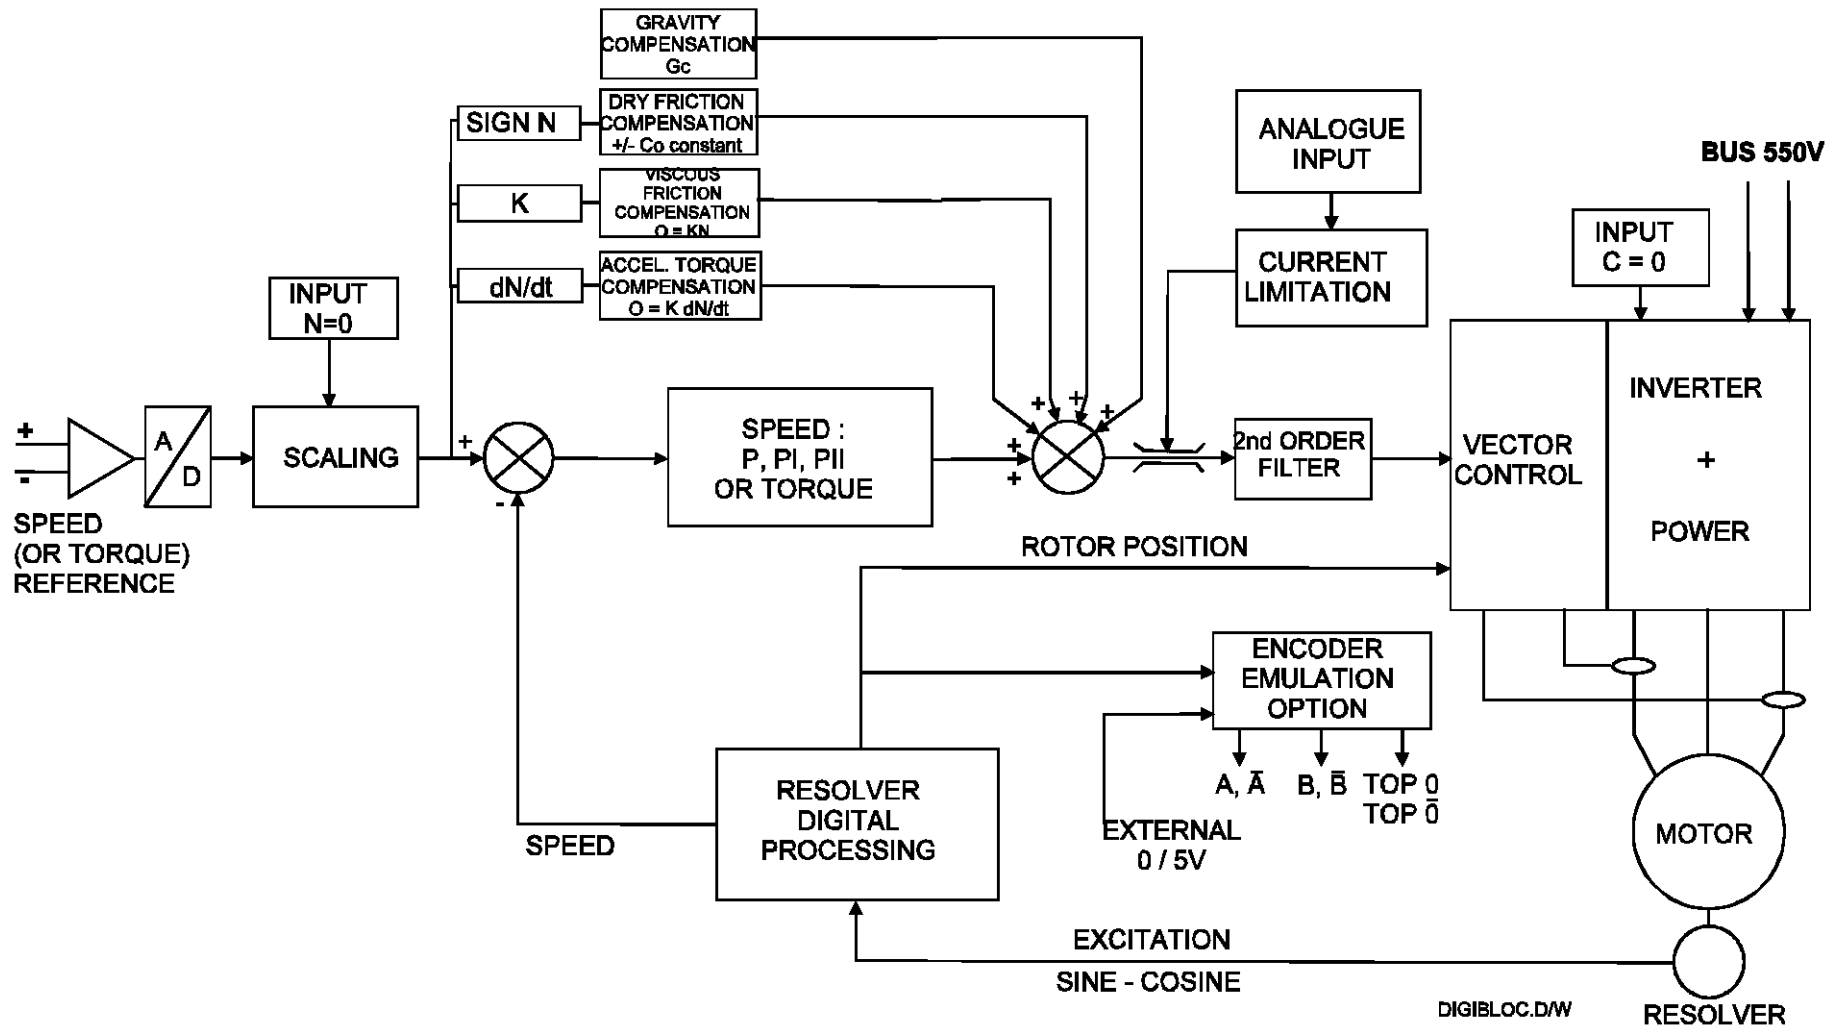 GRAVITY
COMPENSATION
Gc
SIGN N
DRY FRICTION
COMPENSATION
+/- Co constant
K
VISCOUS
FRICTION
COMPENSATION
O = KN
dN/dt
ACCEL. TORQUE
COMPENSATION
O = K dN/dt
ANALOGUE
INPUT
CURRENT
LIMITATION
BUS 550V
INPUT
C = 0
INPUT
N=0
+
-
A
D
SCALING
+
-
SPEED :
P, PI, PII
OR TORQUE
+
+
+
+
+
2nd ORDER
FILTER
VECTOR
CONTROL
INVERTER
+
POWER
SPEED
(OR TORQUE)
REFERENCE
ROTOR POSITION
ENCODER
EMULATION
OPTION
A, A̅
B, B̅
TOP 0
TOP 0̅
EXTERNAL
0 / 5V
RESOLVER
DIGITAL
PROCESSING
SPEED
MOTOR
EXCITATION
SINE - COSINE
DIGIBLOC.D/W
RESOLVER